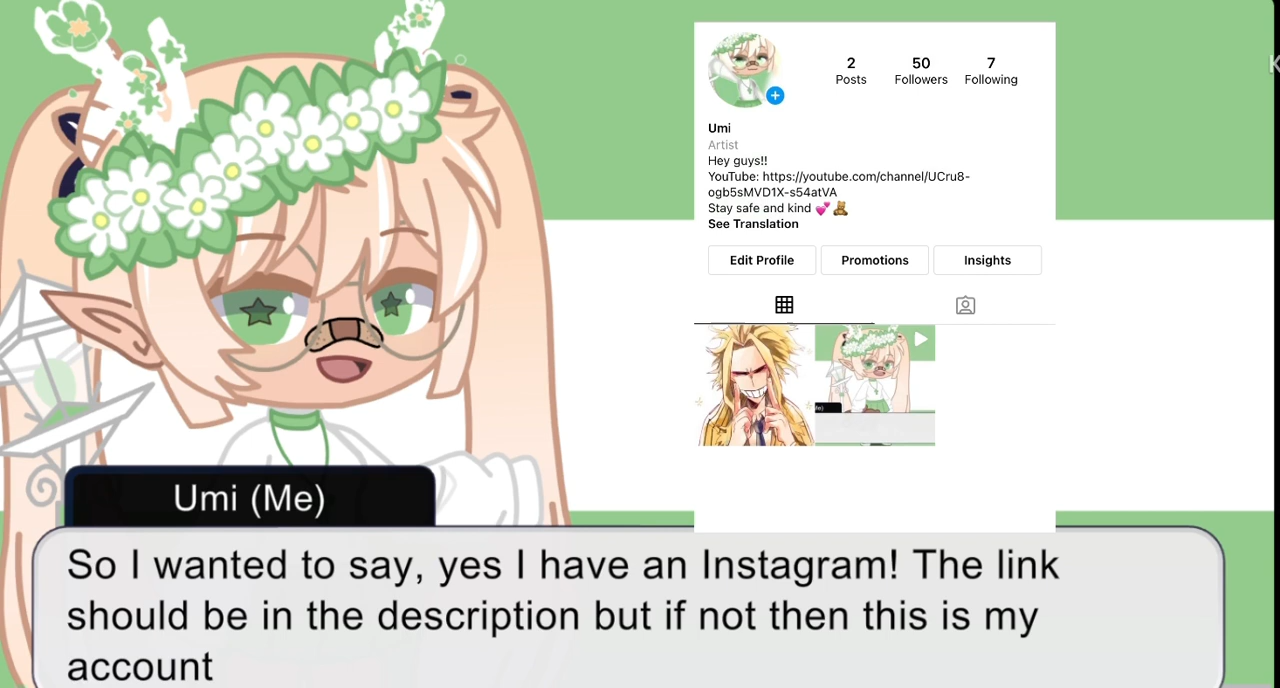 2 50 7
Posts Followers Following
Umi
Artist
Hey guys!!
YouTube: https://youtube.com/channel/UCru8-
ogb5sMVD1X-s54atVA
Stay safe and kind 💕 🧸
See Translation
Edit Profile Promotions Insights
Umi (Me)
So I wanted to say, yes I have an Instagram! The link
should be in the description but if not then this is my
account